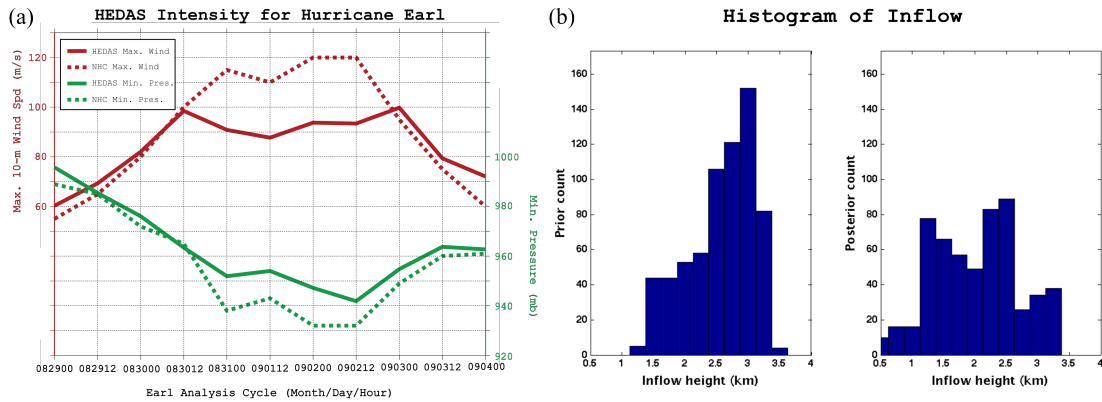 (a)
HEDAS Intensity for Hurricane Earl
HEDAS Max. Wind
NHC Max. Wind
HEDAS Min. Pres.
NHC Min. Pres.
Max. 10-m Wind Spd (m/s)
120
100
80
60
1000
980
960
940
920
Min. Pressure (mb)
082900 082912 083000 083012 083100 090112 090200 090212 090300 090312 090400
Earl Analysis Cycle (Month/Day/Hour)
(b)
Histogram of Inflow
Prior count
160
140
120
100
80
60
40
20
0
0.5 1 1.5 2 2.5 3 3.5 4
Inflow height (km)
Posterior count
160
140
120
100
80
60
40
20
0
0.5 1 1.5 2 2.5 3 3.5 4
Inflow height (km)